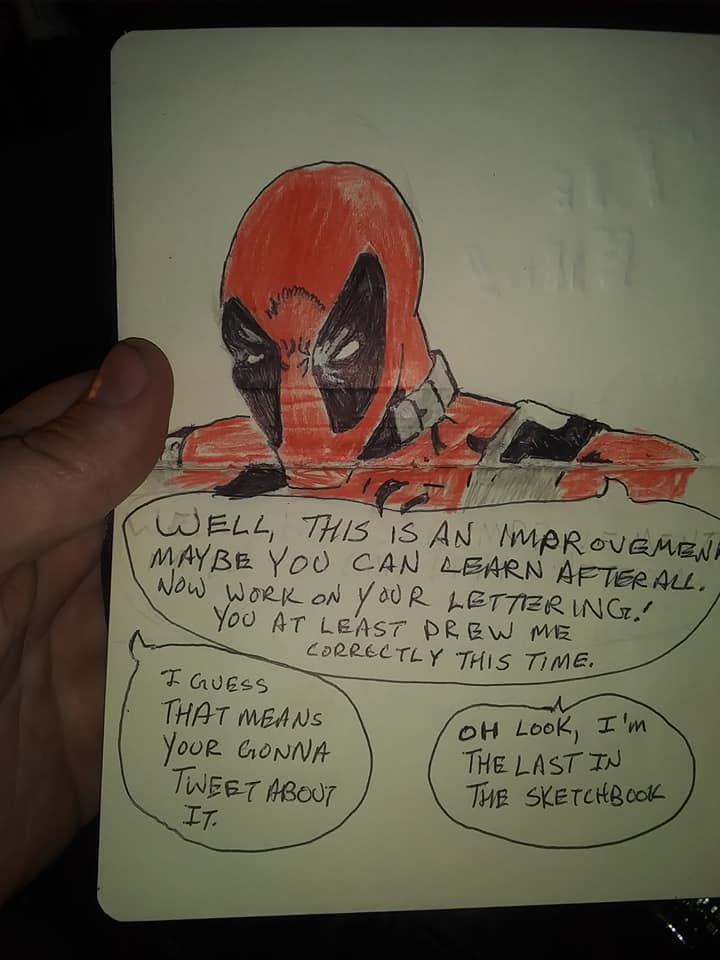 WELL, THIS IS AN IMPROVEMEN
MAYBE YOU CAN LEARN AFTER ALL.
NOW WORK ON YOUR LETTERING!
YOU AT LEAST DREW ME
CORRECTLY THIS TIME.
I GUESS
THAT MEANS
YOUR GONNA
TWEET ABOUT
IT.
OH LOOK, I'm
THE LAST IN
THE SKETCHBOOK